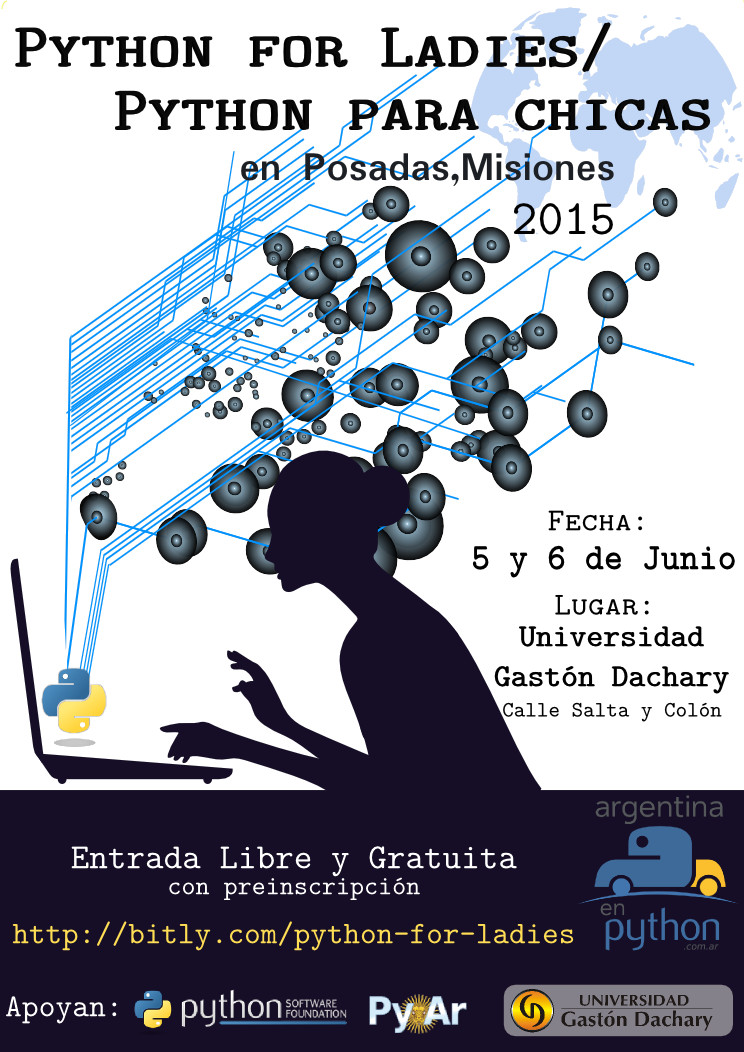 Python for Ladies/
Python para chicas
en Posadas,Misiones
2015
Fecha:
5 y 6 de Junio
Lugar:
Universidad
Gastón Dachary
Calle Salta y Colón
argentina
en
python
.com.ar
Entrada Libre y Gratuita
con preinscripción
http://bitly.com/python-for-ladies
Apoyan:
python SOFTWARE
FOUNDATION
PyAr
UNIVERSIDAD
Gastón Dachary